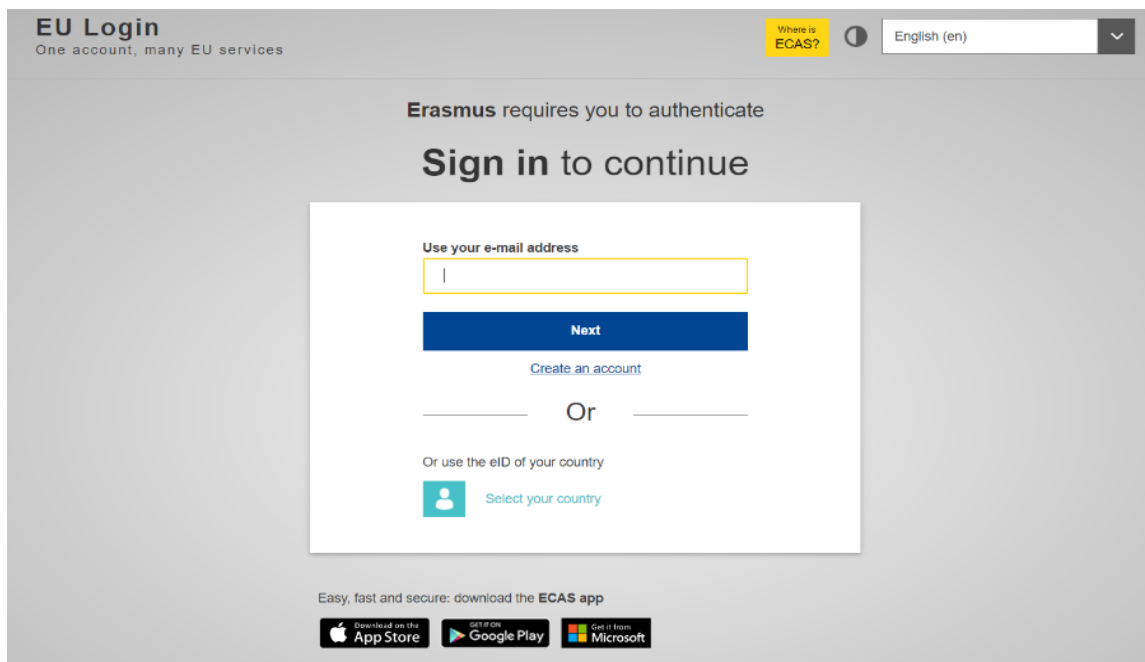 EU Login
One account, many EU services
Where is
ECAS?
English (en)
Erasmus requires you to authenticate
Sign in to continue
Use your e-mail address
Next
Create an account
Or
Or use the eID of your country
Select your country
Easy, fast and secure: download the ECAS app
Download on the
App Store
GET IT ON
Google Play
Get it from
Microsoft